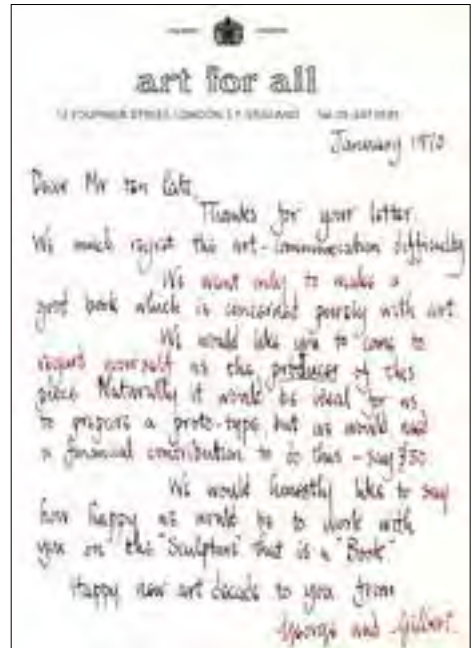 art for all
12 FOURNIER STREET, LONDON, E.1. ENGLAND Tel. 01-247
January 1970
Dear Mr ten Cate,
Thanks for your letter.
We much regret this art-communication difficulty
We want only to make a
great book which is concerned purely with art.
We would like you to come to
regard yourself as the producer of this
piece. Naturally it would be ideal for us
to prepare a proto-type, but we would need
a financial contribution to do this - say £50.
We would honestly like to say
how happy we would be to work with
you on this "Sculpture" that is a "Book".
Happy new art decade to you from
George and Gilbert.